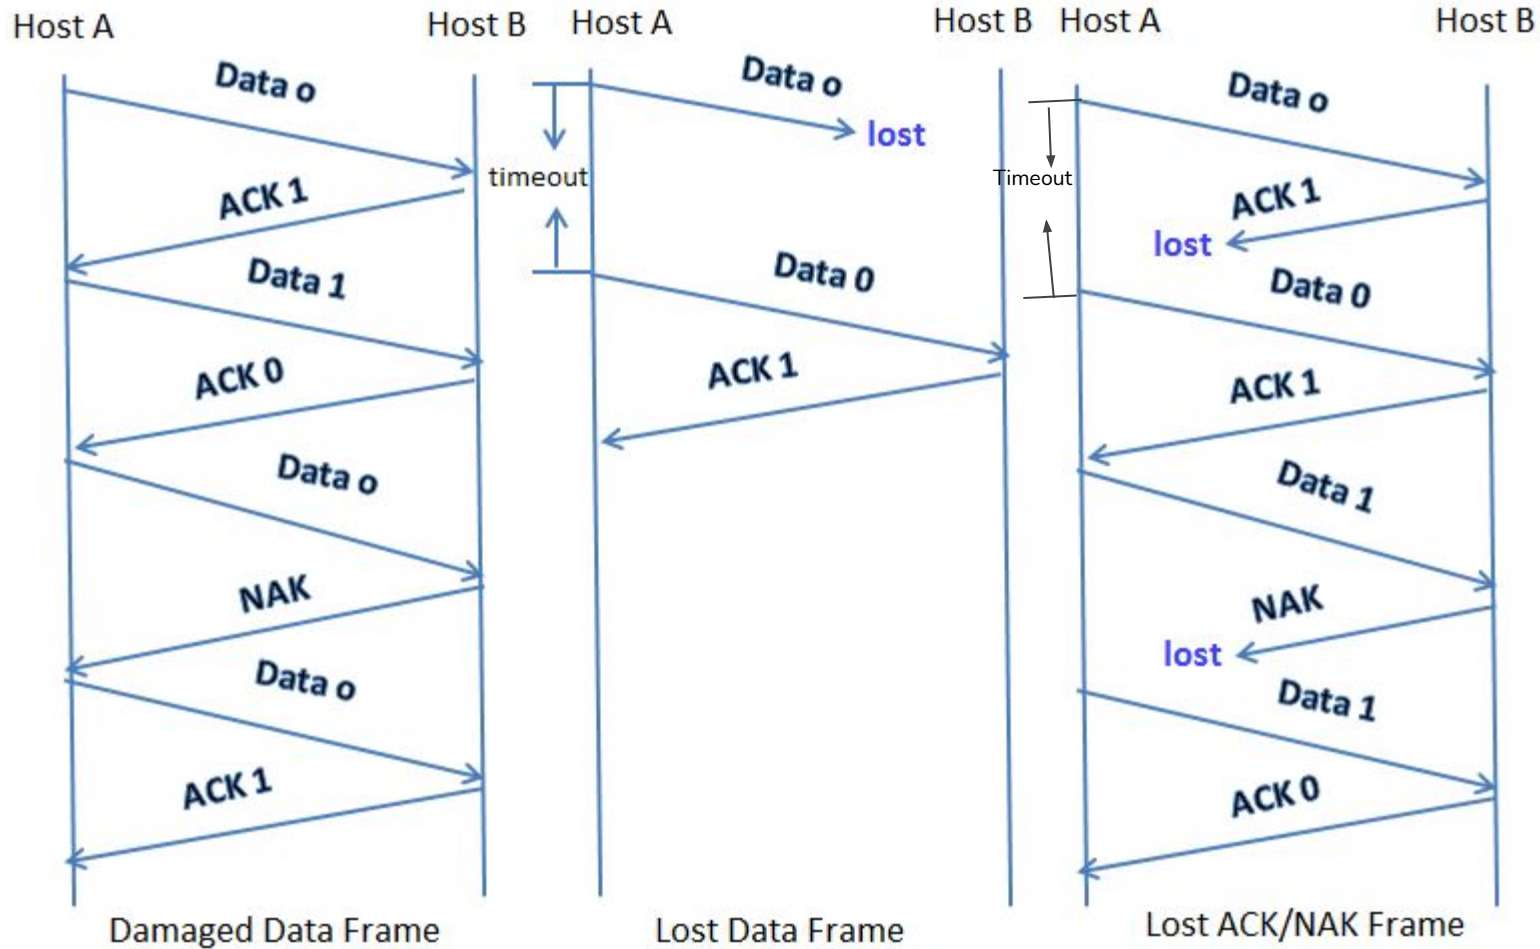 Host A
Host B
Data o
ACK 1
Data 1
ACK 0
Data o
NAK
Data o
ACK 1
Damaged Data Frame
Host A
Host B
Data o
lost
timeout
Data 0
ACK 1
Lost Data Frame
Host A
Host B
Data o
Timeout
ACK 1
lost
Data 0
ACK 1
Data 1
NAK
lost
Data 1
ACK 0
Lost ACK/NAK Frame